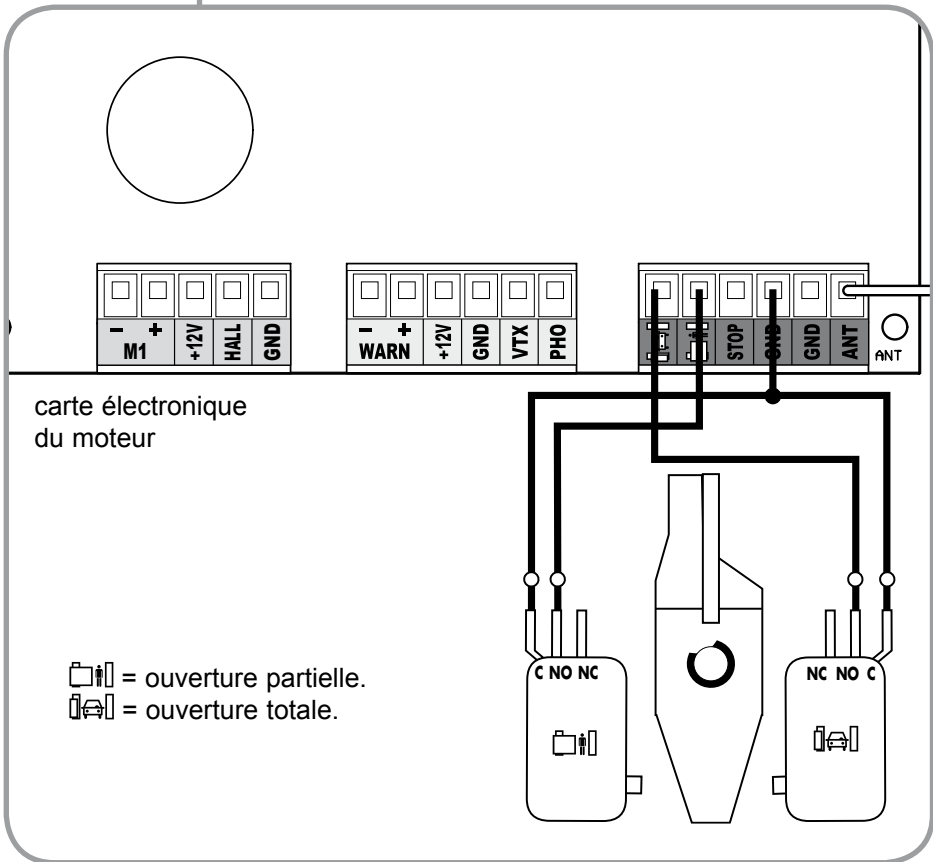 - + +12V HALL GND
M1
- + +12V GND VTX PHO
WARN
STOP GND GND ANT
ANT
carte électronique
du moteur
= ouverture partielle.
= ouverture totale.
C NO NC
NC NO C